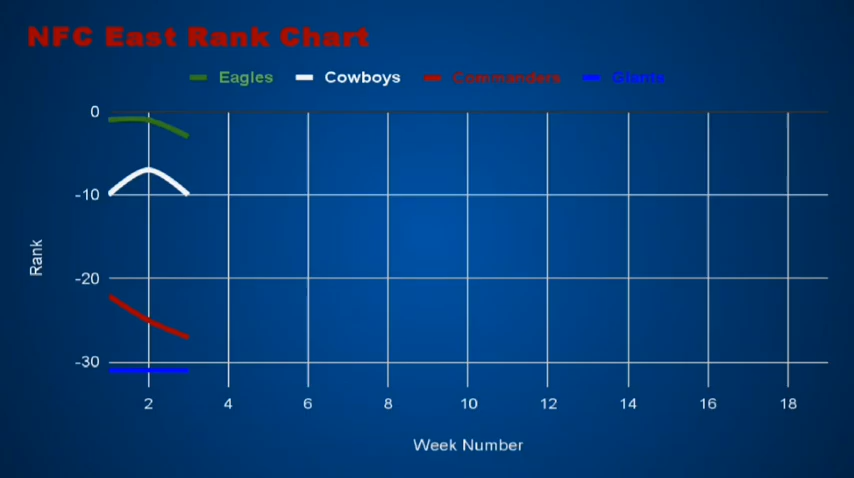 NFC East Rank Chart
Eagles Cowboys Commanders Giants
0
-10
-20
-30
Rank
2 4 6 8 10 12 14 16 18
Week Number